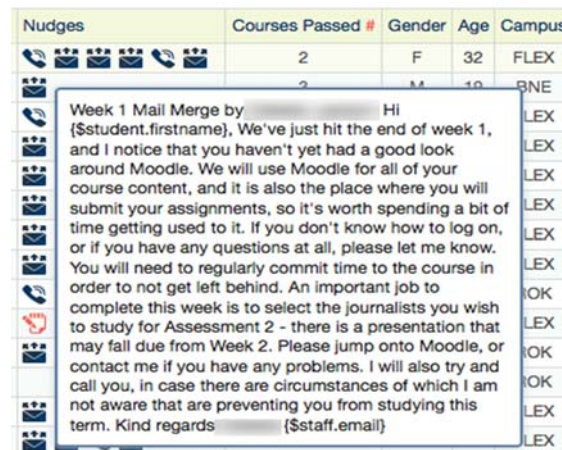 Nudges Courses Passed # Gender Age Campus
2 F 32 FLEX
BNE
Week 1 Mail Merge by Hi
{$student.firstname}, We've just hit the end of week 1,
and I notice that you haven't yet had a good look
around Moodle. We will use Moodle for all of your
course content, and it is also the place where you will
submit your assignments, so it's worth spending a bit of
time getting used to it. If you don't know how to log on,
or if you have any questions at all, please let me know.
You will need to regularly commit time to the course in
order to not get left behind. An important job to
complete this week is to select the journalists you wish
to study for Assessment 2 - there is a presentation that
may fall due from Week 2. Please jump onto Moodle, or
contact me if you have any problems. I will also try and
call you, in case there are circumstances of which I am
not aware that are preventing you from studying this
term. Kind regards {$staff.email}
LEX
LEX
LEX
LEX
LEX
LEX
ROK
LEX
ROK
ROK
LEX
LEX